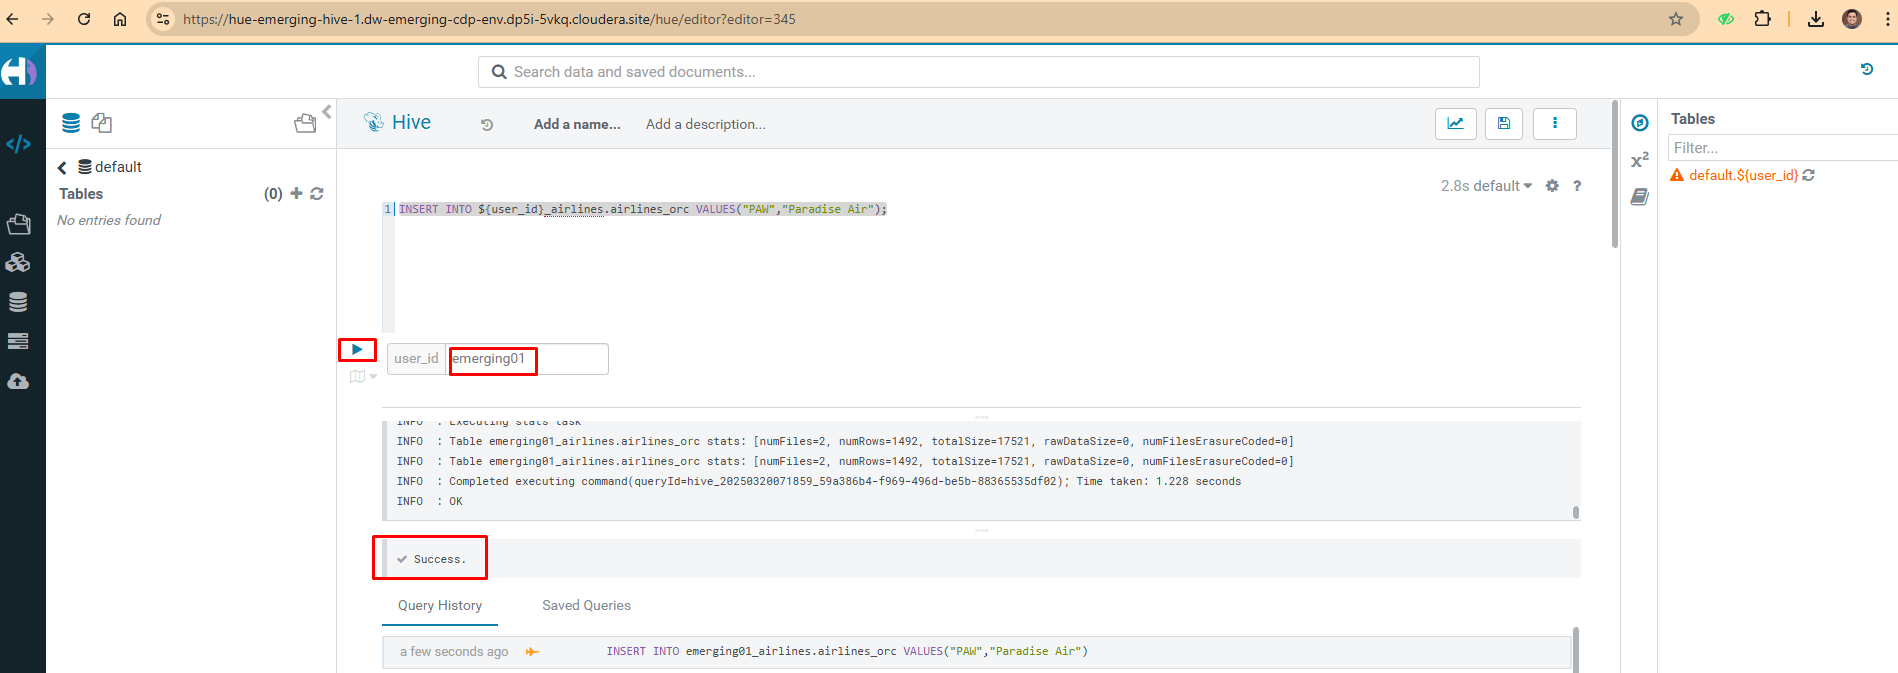 https://hue-emerging-hive-1.dw-emerging-cdp-env.dp5i-5vkq.cloudera.site/hue/editor?editor=345
Search data and saved documents...
Hive
Add a name...
Add a description...
default
Tables
(0)
No entries found
2.8s default
?
1 INSERT INTO ${user_id}_airlines.airlines_orc VALUES("PAW","Paradise Air");
user_id
emerging01
INFO : Executing stats task
INFO : Table emerging01_airlines.airlines_orc stats: [numFiles=2, numRows=1492, totalSize=17521, rawDataSize=0, numFilesErasureCoded=0]
INFO : Table emerging01_airlines.airlines_orc stats: [numFiles=2, numRows=1492, totalSize=17521, rawDataSize=0, numFilesErasureCoded=0]
INFO : Completed executing command(queryId=hive_20250320071859_59a386b4-f969-496d-be5b-88365535df02); Time taken: 1.228 seconds
INFO : OK
Success.
Query History
Saved Queries
a few seconds ago
INSERT INTO emerging01_airlines.airlines_orc VALUES("PAW","Paradise Air")
x²
Tables
Filter...
default.${user_id}